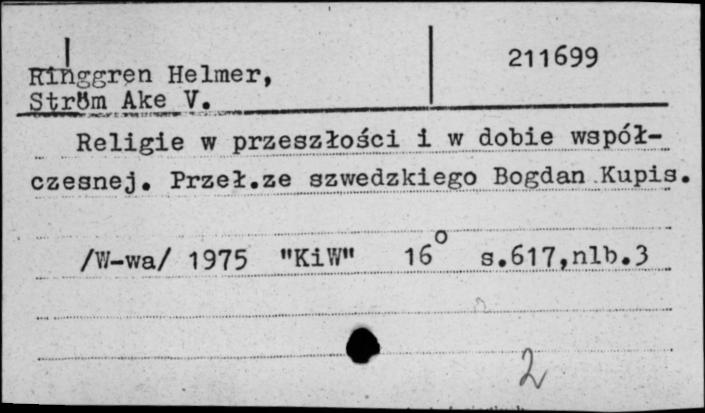 211699
Ringgren Helmer,
Ström Ake V.
Religie w przeszłości i w dobie współ-
czesnej. Przeł.ze szwedzkiego Bogdan Kupis.
/W-wa/ 1975 "KiW" 16° s.617,nlb.3
2